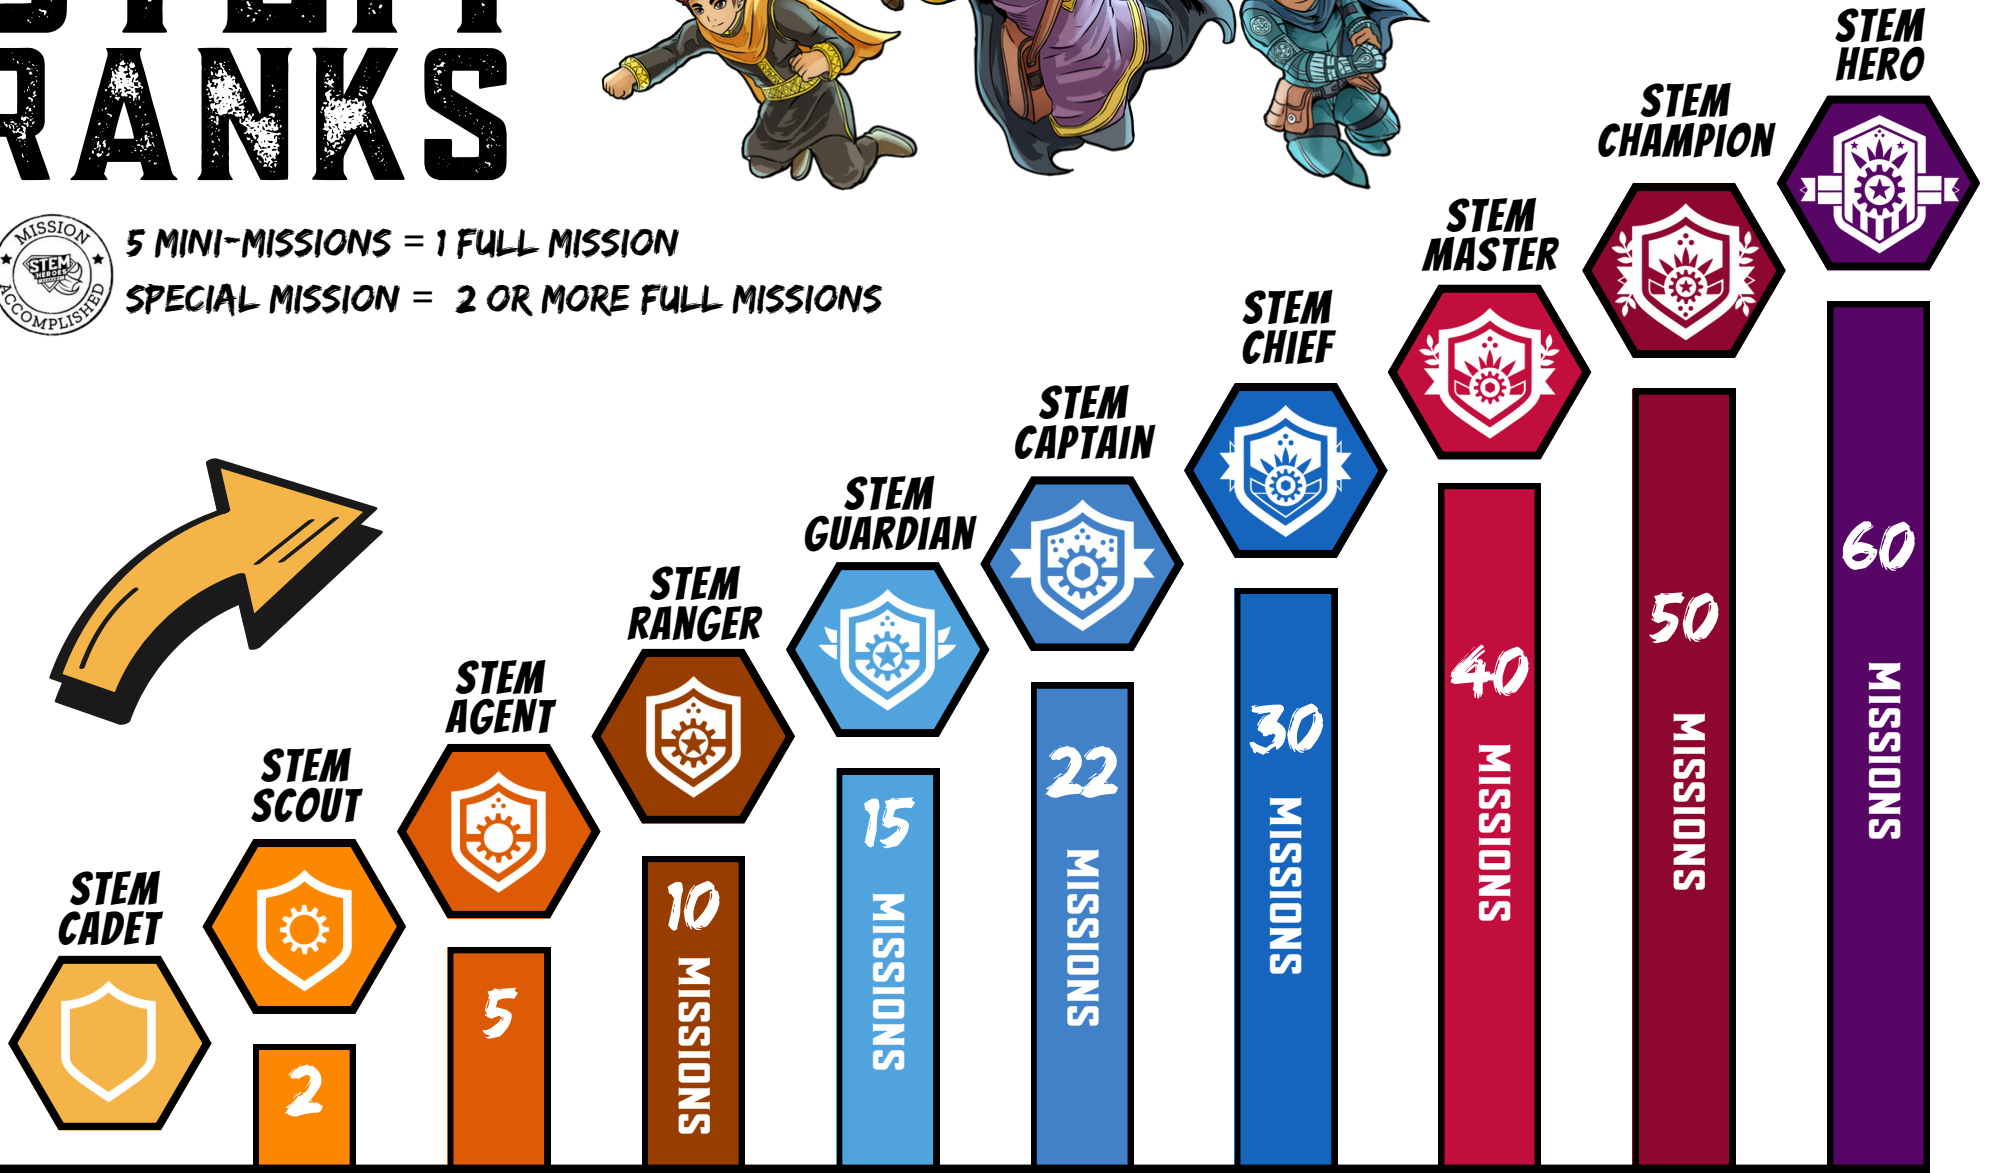 STEM
RANKS
MISSION
STEM
HEROES
ACCOMPLISHED
5 MINI-MISSIONS = 1 FULL MISSION
SPECIAL MISSION = 2 OR MORE FULL MISSIONS
STEM
CADET
STEM
SCOUT
2
STEM
AGENT
5
STEM
RANGER
10
MISSIONS
STEM
GUARDIAN
15
MISSIONS
STEM
CAPTAIN
22
MISSIONS
STEM
CHIEF
30
MISSIONS
STEM
MASTER
40
MISSIONS
STEM
CHAMPION
50
MISSIONS
STEM
HERO
60
MISSIONS